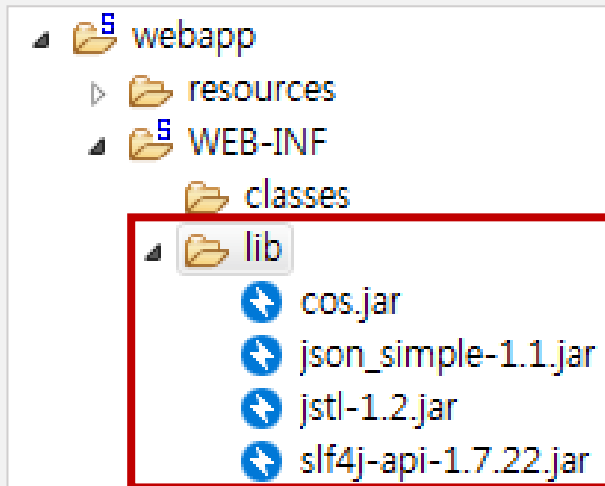 webapp
resources
WEB-INF
classes
lib
cos.jar
json_simple-1.1.jar
jstl-1.2.jar
slf4j-api-1.7.22.jar